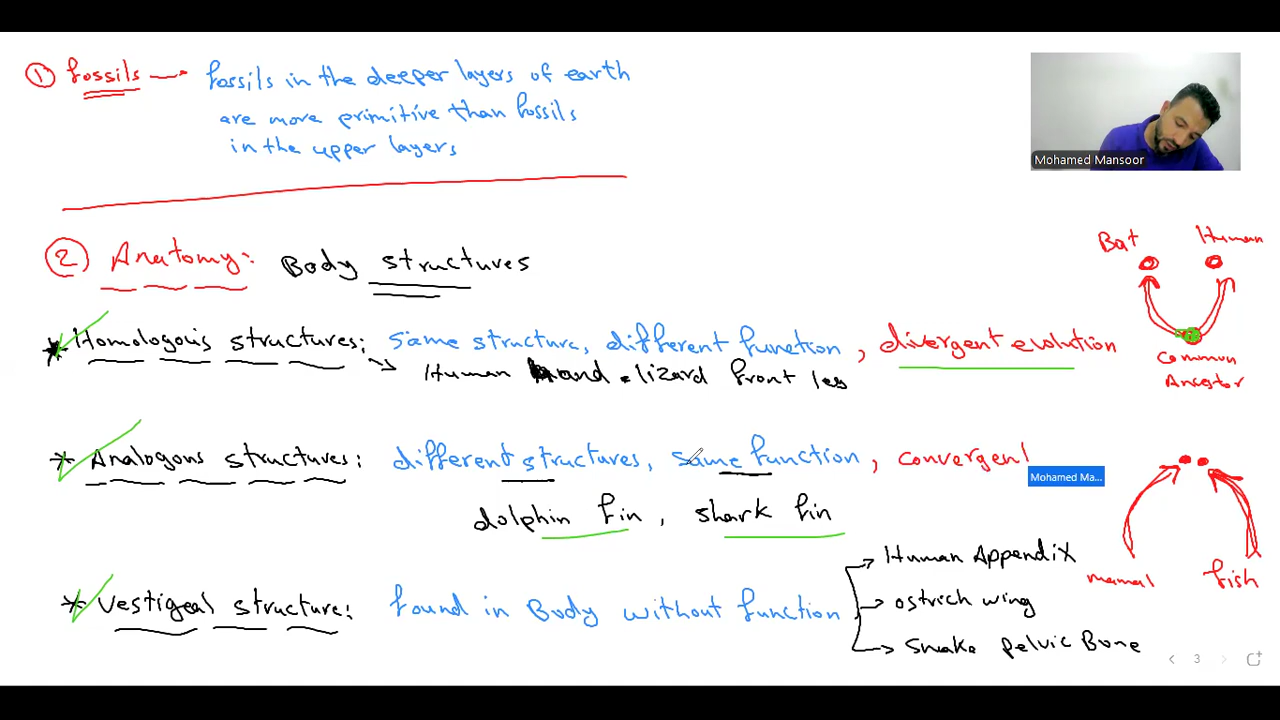 ① fossils → fossils in the deeper layers of earth
are more primitive than fossils
in the upper layers
Mohamed Mansoor
② Anatomy: Body structures
Bat Human
* Homologous structures: same structure, different function, divergent evolution
Human hand . lizard front leg
common
Ancestor
* Analogous structures: different structures, same function, convergent
Mohamed Ma...
dolphin fin, shark fin
mamal fish
* Vestigeal structure: found in Body without function
Human Appendix
ostrich wing
Snake pelvic Bone
3